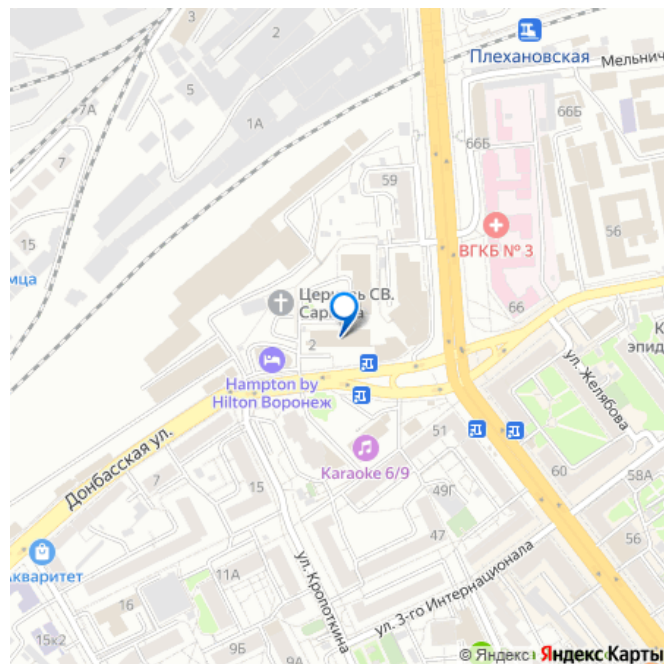 3
2
Плехановская
Мельнич
5
7А
1А
66Б
66Б
7
59
56
15
ВГКБ № 3
мца
Церковь СВ.
66
2
К
эпид
Hampton by
Hilton Воронеж
ул. Желябова
Донбасская ул.
51
Karaoke 6/9
60
7
15
49Г
58А
47
56
Акваритет
11А
ул. Кропоткина
ул. 3-го Интернационала
16
15к2
9Б
9А
© Яндекс Яндекс Карты